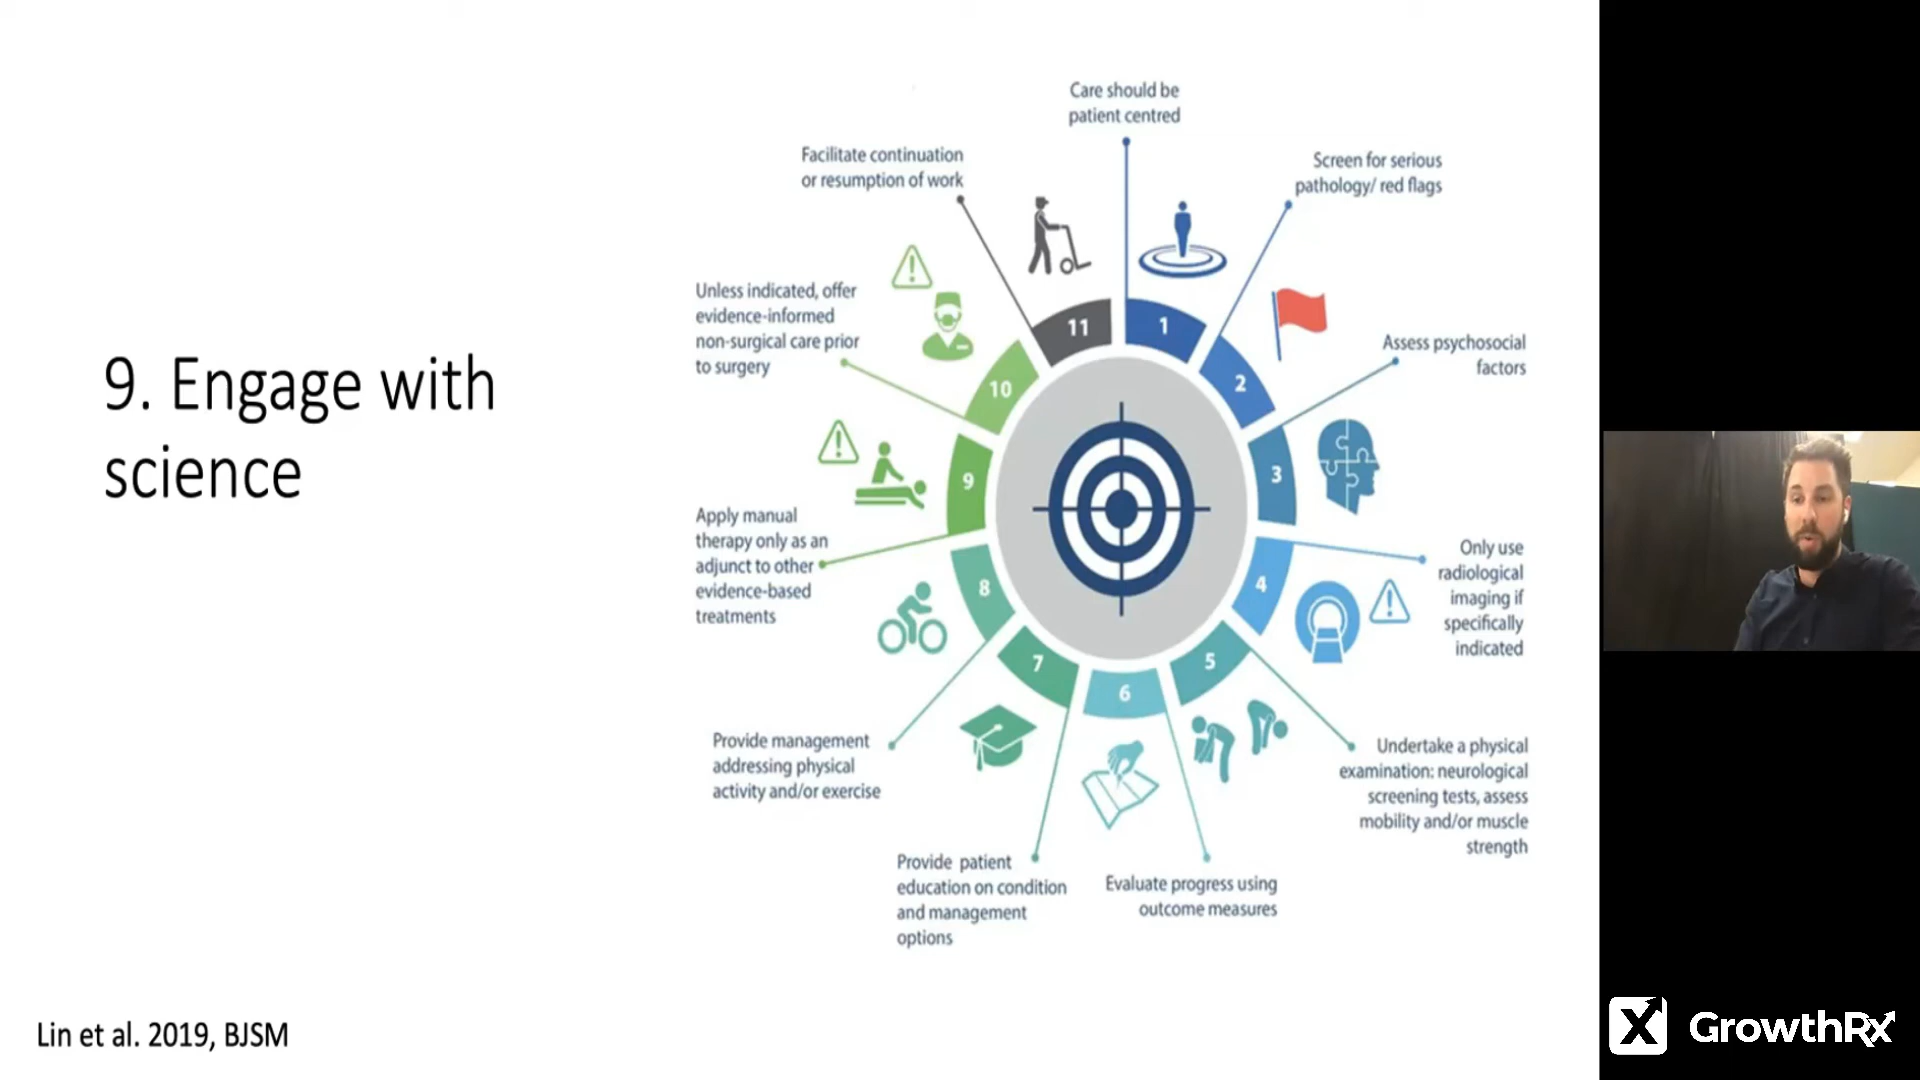 9. Engage with
science
Care should be
patient centred
Screen for serious
pathology/ red flags
Assess psychosocial
factors
Only use
radiological
imaging if
specifically
indicated
Undertake a physical
examination: neurological
screening tests, assess
mobility and/or muscle
strength
Evaluate progress using
outcome measures
Provide patient
education on condition
and management
options
Provide management
addressing physical
activity and/or exercise
Apply manual
therapy only as an
adjunct to other
evidence-based
treatments
Unless indicated, offer
evidence-informed
non-surgical care prior
to surgery
Facilitate continuation
or resumption of work
1
2
3
4
5
6
7
8
9
10
11
Lin et al. 2019, BJSM
X GrowthRx